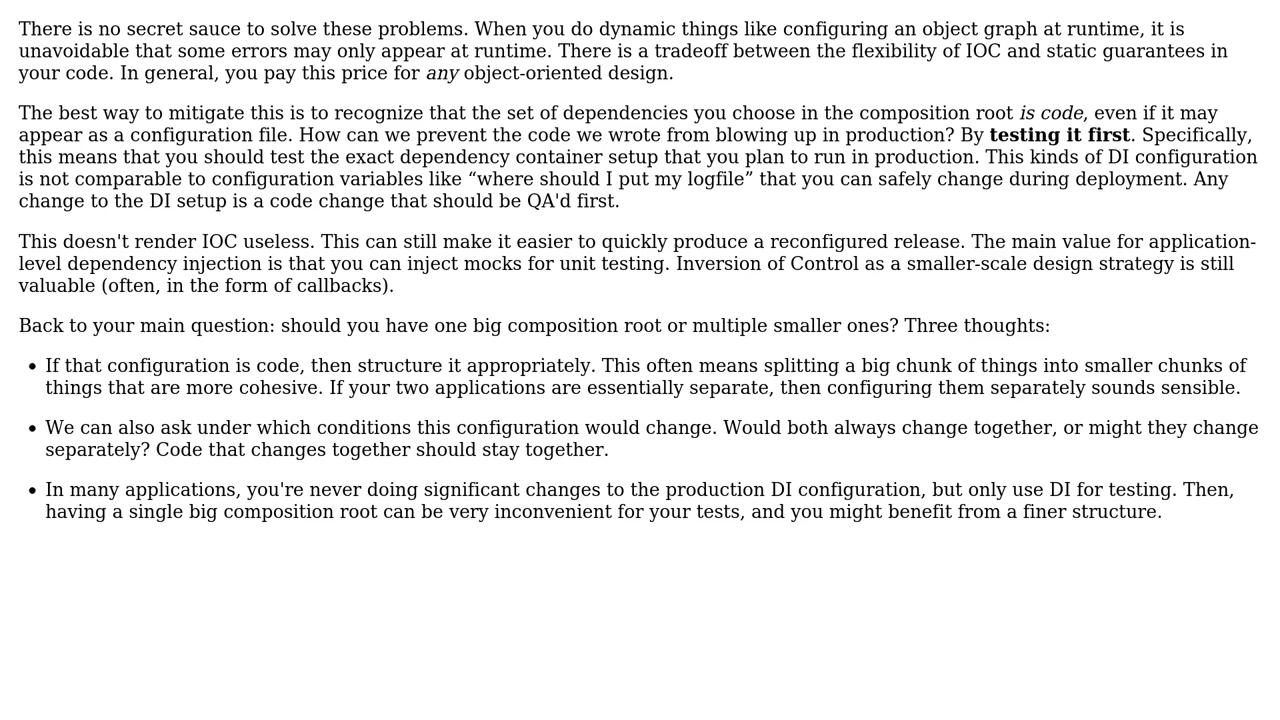 There is no secret sauce to solve these problems. When you do dynamic things like configuring an object graph at runtime, it is
unavoidable that some errors may only appear at runtime. There is a tradeoff between the flexibility of IOC and static guarantees in
your code. In general, you pay this price for any object-oriented design.
The best way to mitigate this is to recognize that the set of dependencies you choose in the composition root is code, even if it may
appear as a configuration file. How can we prevent the code we wrote from blowing up in production? By testing it first. Specifically,
this means that you should test the exact dependency container setup that you plan to run in production. This kinds of DI configuration
is not comparable to configuration variables like “where should I put my logfile” that you can safely change during deployment. Any
change to the DI setup is a code change that should be QA'd first.
This doesn't render IOC useless. This can still make it easier to quickly produce a reconfigured release. The main value for application-
level dependency injection is that you can inject mocks for unit testing. Inversion of Control as a smaller-scale design strategy is still
valuable (often, in the form of callbacks).
Back to your main question: should you have one big composition root or multiple smaller ones? Three thoughts:
• If that configuration is code, then structure it appropriately. This often means splitting a big chunk of things into smaller chunks of
things that are more cohesive. If your two applications are essentially separate, then configuring them separately sounds sensible.
• We can also ask under which conditions this configuration would change. Would both always change together, or might they change
separately? Code that changes together should stay together.
• In many applications, you're never doing significant changes to the production DI configuration, but only use DI for testing. Then,
having a single big composition root can be very inconvenient for your tests, and you might benefit from a finer structure.